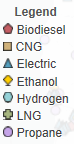 Legend
Biodiesel
CNG
Electric
Ethanol
Hydrogen
LNG
Propane